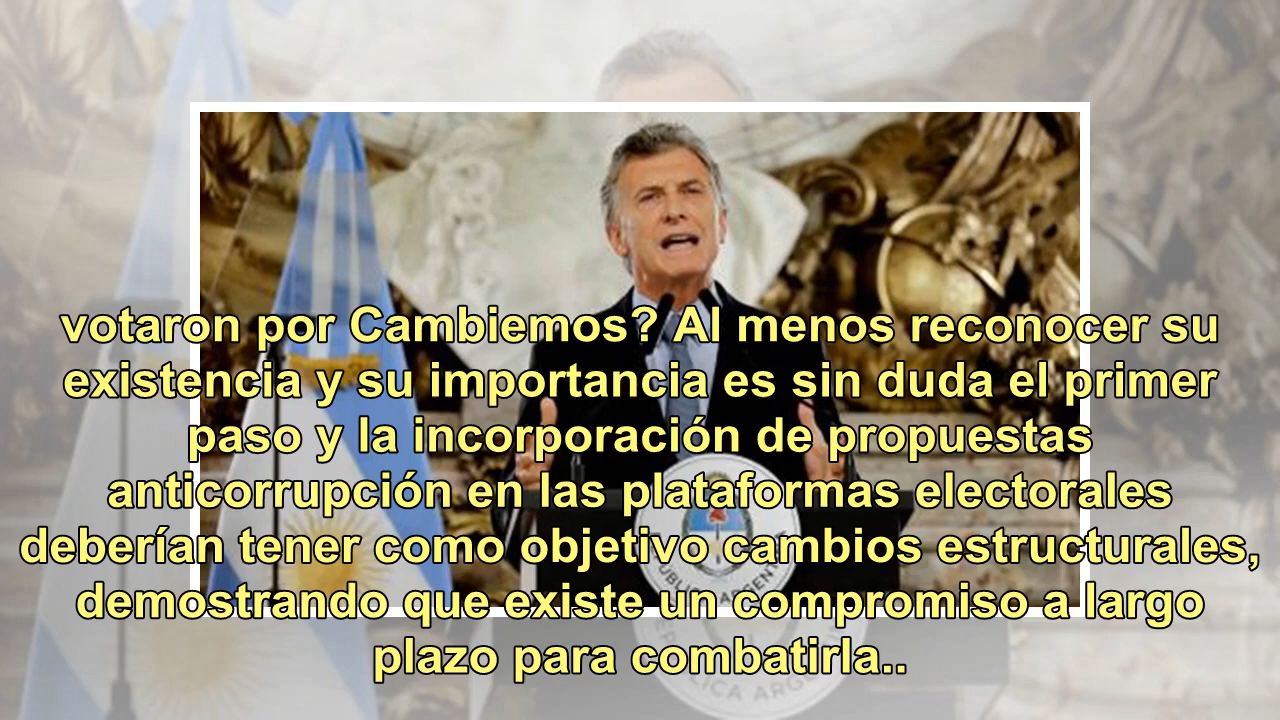 votaron por Cambiemos? Al menos reconocer su
existencia y su importancia es sin duda el primer
paso y la incorporación de propuestas
anticorrupción en las plataformas electorales
deberían tener como objetivo cambios estructurales,
demostrando que existe un compromiso a largo
plazo para combatirla..